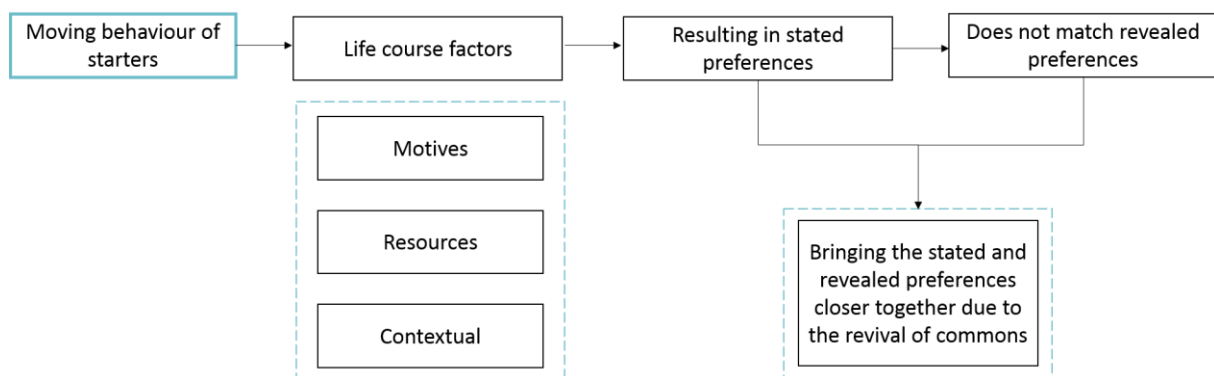 Moving behaviour of
starters
Life course factors
Resulting in stated
preferences
Does not match revealed
preferences
Motives
Resources
Contextual
Bringing the stated and
revealed preferences
closer together due to
the revival of commons